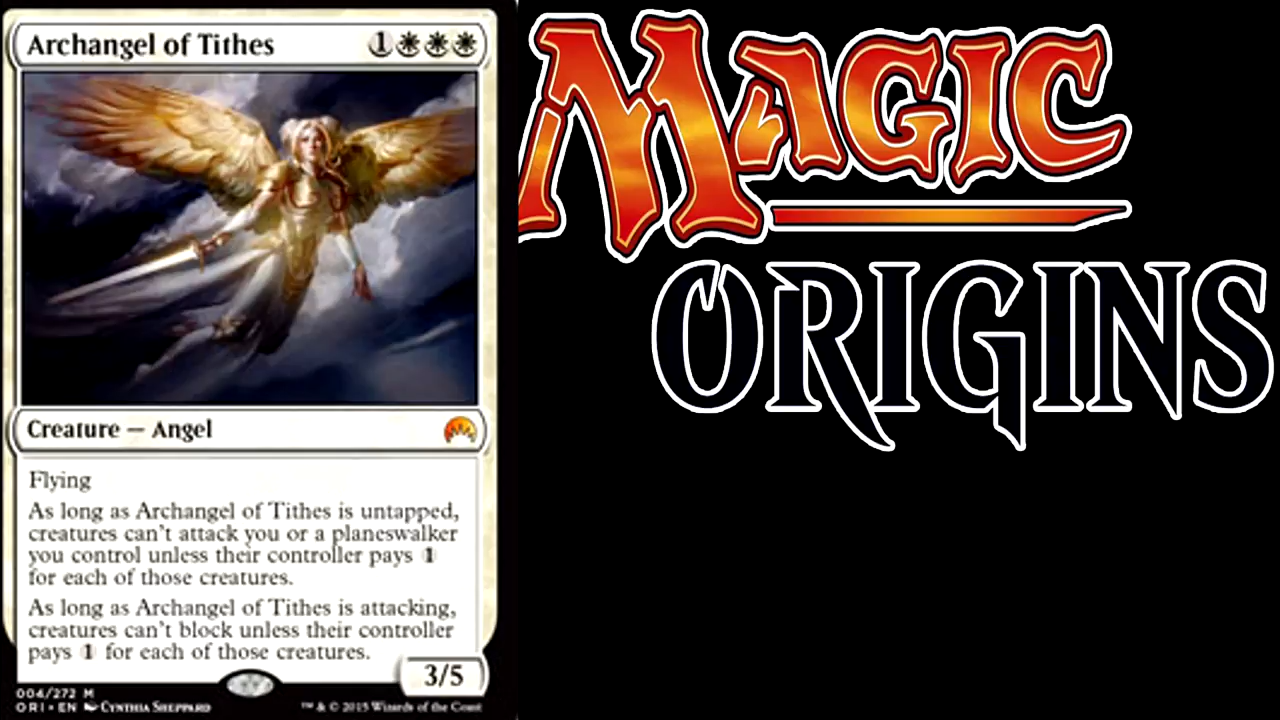 Archangel of Tithes 1
Creature — Angel
Flying
As long as Archangel of Tithes is untapped,
creatures can't attack you or a planeswalker
you control unless their controller pays 1
for each of those creatures.
As long as Archangel of Tithes is attacking,
creatures can't block unless their controller
pays 1 for each of those creatures.
3/5
004/272 M
ORI • EN Cynthia Sheppard
™ & © 2015 Wizards of the Coast
MAGIC
ORIGINS